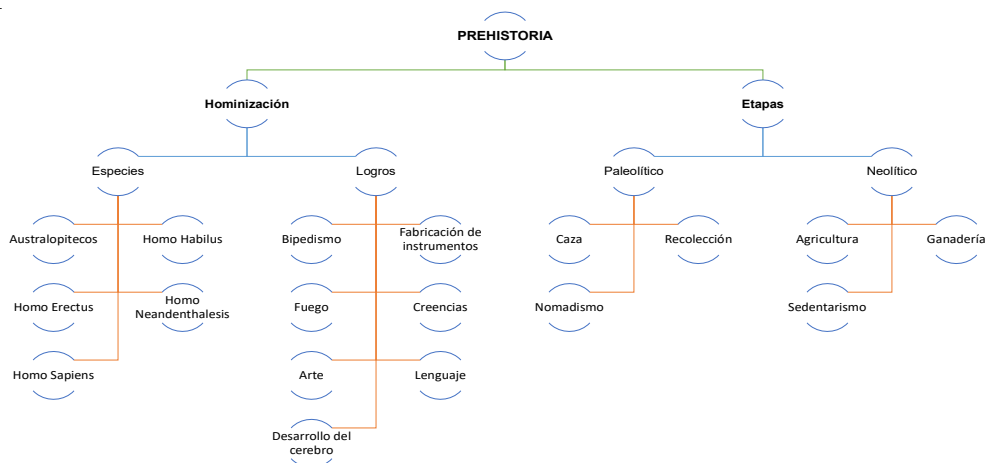 PREHISTORIA
Hominización
Etapas
Especies
Logros
Paleolítico
Neolítico
Australopitecos
Homo Habilus
Bipedismo
Fabricación de
instrumentos
Caza
Recolección
Agricultura
Ganadería
Homo Erectus
Homo
Neandenthalesis
Fuego
Creencias
Nomadismo
Sedentarismo
Homo Sapiens
Arte
Lenguaje
Desarrollo del
cerebro